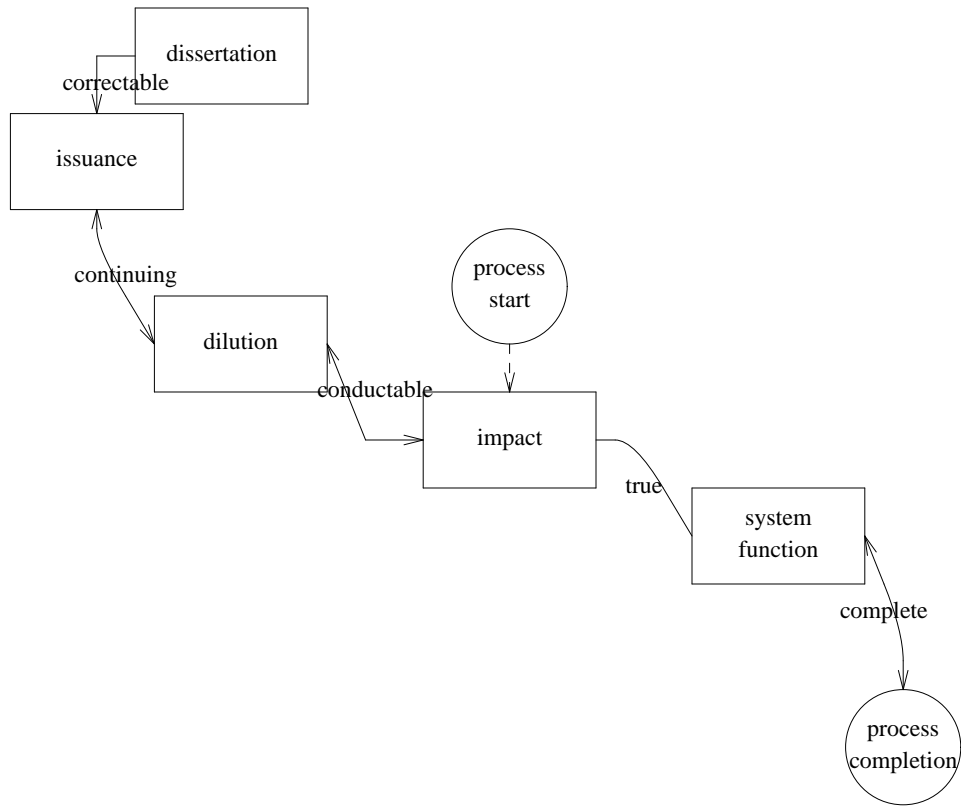 dissertation
correctable
issuance
process
start
continuing
dilution
conductable
impact
true
system
function
complete
process
completion